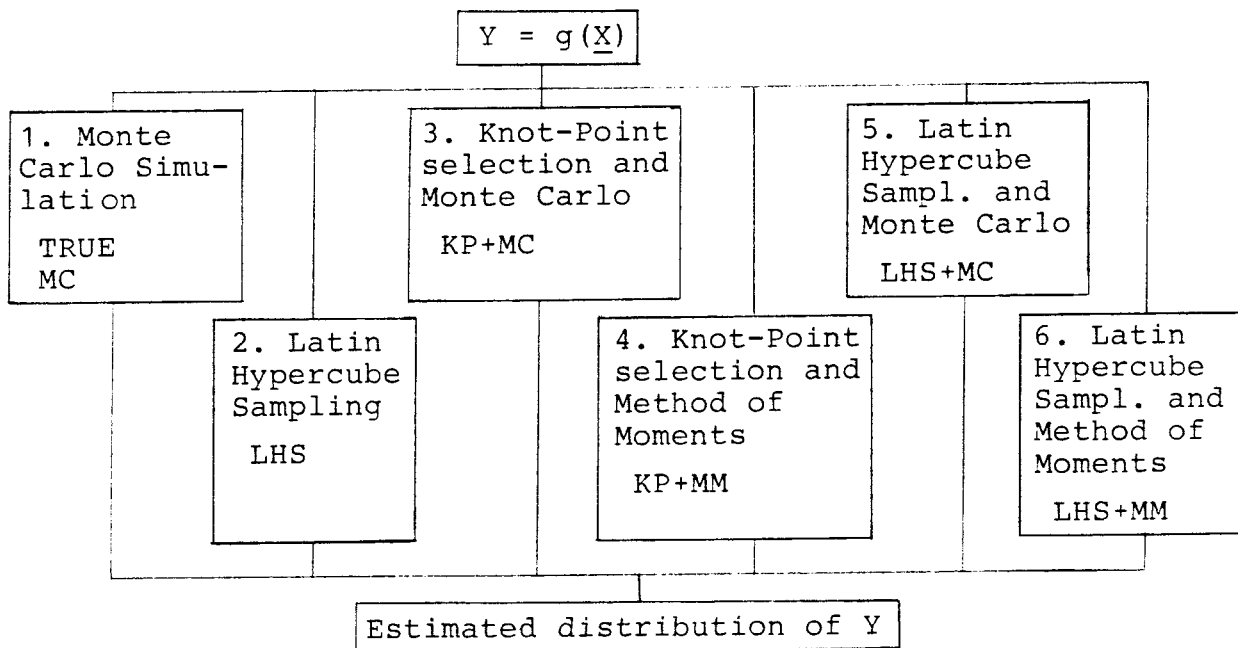 Y = g(X)
1. Monte
Carlo Simu-
lation
TRUE
MC
2. Latin
Hypercube
Sampling
LHS
3. Knot-Point
selection and
Monte Carlo
KP+MC
4. Knot-Point
selection and
Method of
Moments
KP+MM
5. Latin
Hypercube
Sampl. and
Monte Carlo
LHS+MC
6. Latin
Hypercube
Sampl. and
Method of
Moments
LHS+MM
Estimated distribution of Y